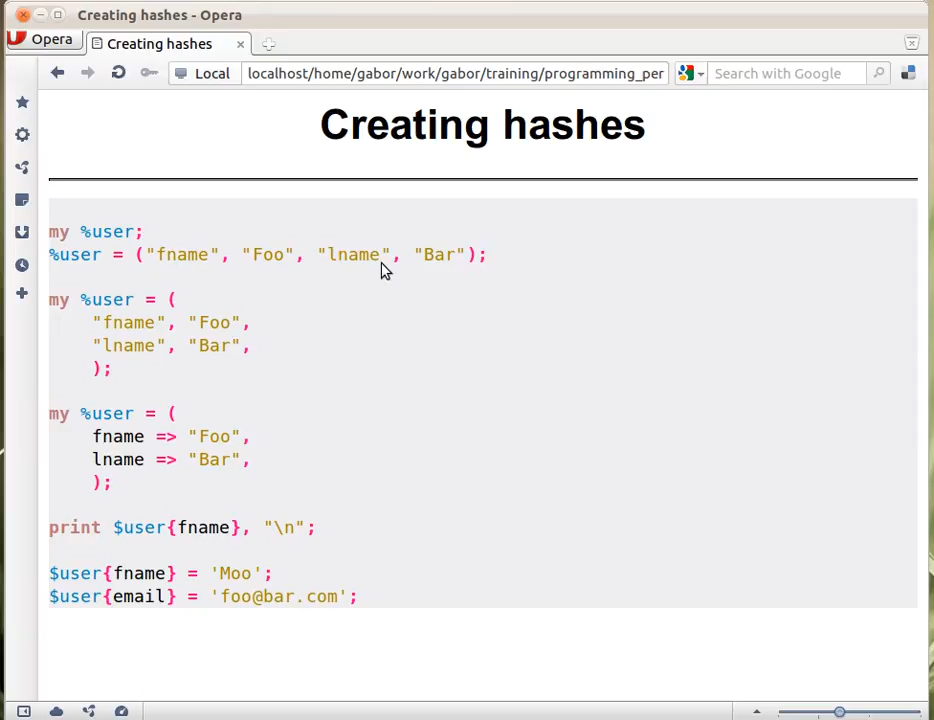 Creating hashes - Opera
Opera
Creating hashes
Local
localhost/home/gabor/work/gabor/training/programming_per
Search with Google
Creating hashes
my %user;
%user = ("fname", "Foo", "lname", "Bar");
my %user = (
    "fname", "Foo",
    "lname", "Bar",
    );
my %user = (
    fname => "Foo",
    lname => "Bar",
    );
print $user{fname}, "\n";
$user{fname} = 'Moo';
$user{email} = 'foo@bar.com';